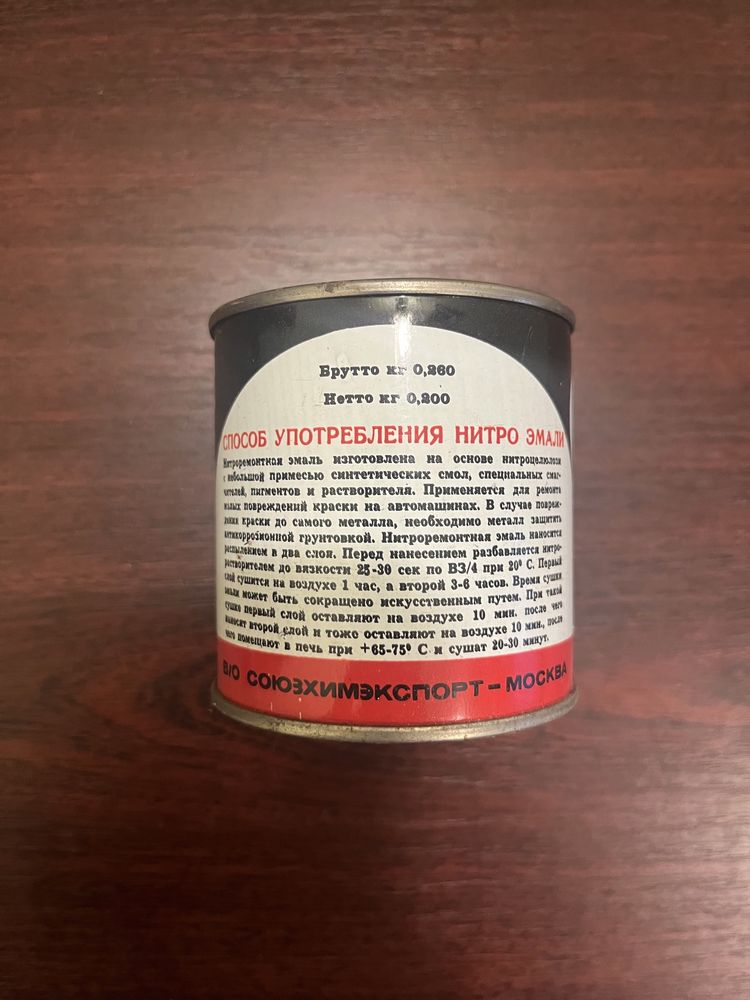 Брутто кг 0,260
Нетто кг 0,200
СПОСОБ УПОТРЕБЛЕНИЯ НИТРО ЭМАЛИ
Нитроремонтная эмаль изготовлена на основе нитроцелюлозы
с небольшой примесью синтетических смол, специальных смяг-
чителей, пигментов и растворителя. Применяется для ремонта
малых повреждений краски на автомашинах. В случае повреж-
дения краски до самого металла, необходимо металл защитить
антикоррозионной грунтовкой. Нитроремонтная эмаль наносится
распылением в два слоя. Перед нанесением разбавляется нитро-
растворителем до вязкости 25-30 сек по ВЗ/4 при 20⁰ С. Первый
слой сушится на воздухе 1 час, а второй 3-6 часов. Время сушки
эмали может быть сокращено искусственным путем. При такой
сушке первый слой оставляют на воздухе 10 мин. после чего
наносят второй слой и тоже оставляют на воздухе 10 мин., после
чего помещают в печь при +65-75⁰ С и сушат 20-30 минут.
В/О СОЮЗХИМЭКСПОРТ – МОСКВА